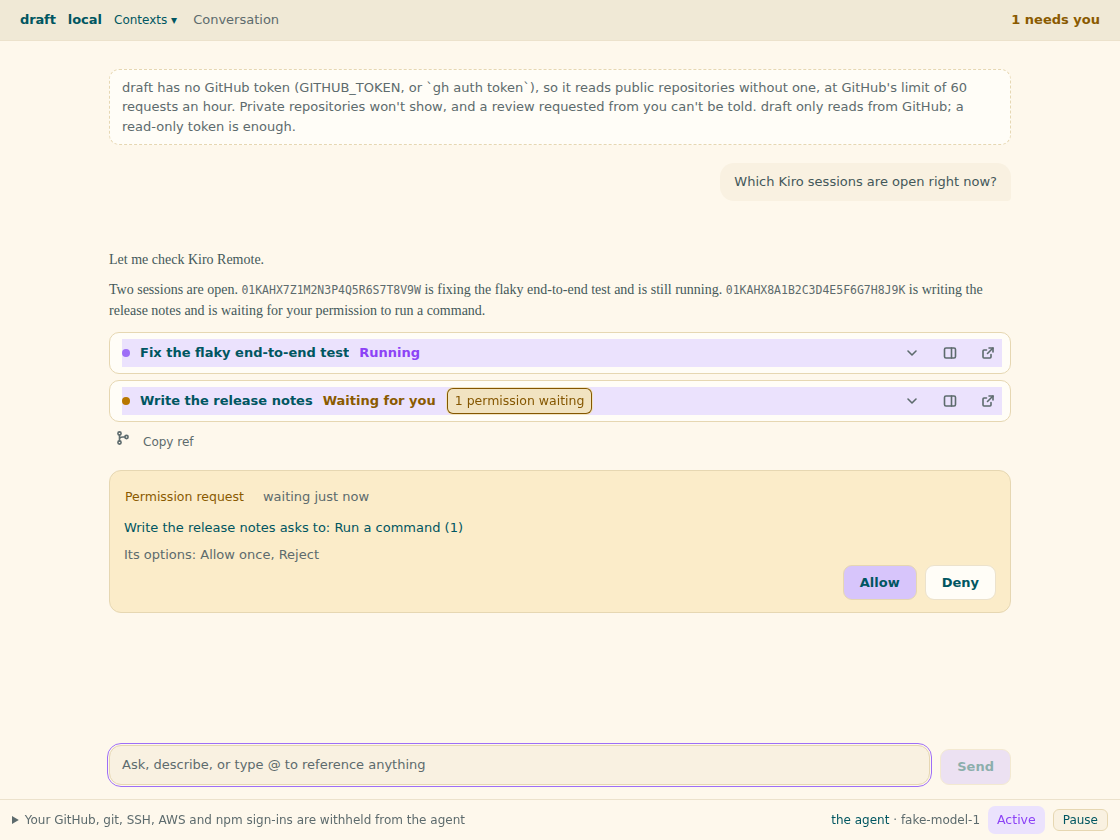 draft local Contexts ▾ Conversation 1 needs you
draft has no GitHub token (GITHUB_TOKEN, or `gh auth token`), so it reads public repositories without one, at GitHub's limit of 60
requests an hour. Private repositories won't show, and a review requested from you can't be told. draft only reads from GitHub; a
read-only token is enough.
Which Kiro sessions are open right now?
Let me check Kiro Remote.
Two sessions are open. 01KAHX7Z1M2N3P4Q5R6S7T8V9W is fixing the flaky end-to-end test and is still running. 01KAHX8A1B2C3D4E5F6G7H8J9K is writing the
release notes and is waiting for your permission to run a command.
Fix the flaky end-to-end test Running
Write the release notes Waiting for you 1 permission waiting
Copy ref
Permission request waiting just now
Write the release notes asks to: Run a command (1)
Its options: Allow once, Reject
Allow Deny
Ask, describe, or type @ to reference anything Send
▶ Your GitHub, git, SSH, AWS and npm sign-ins are withheld from the agent the agent · fake-model-1 Active Pause